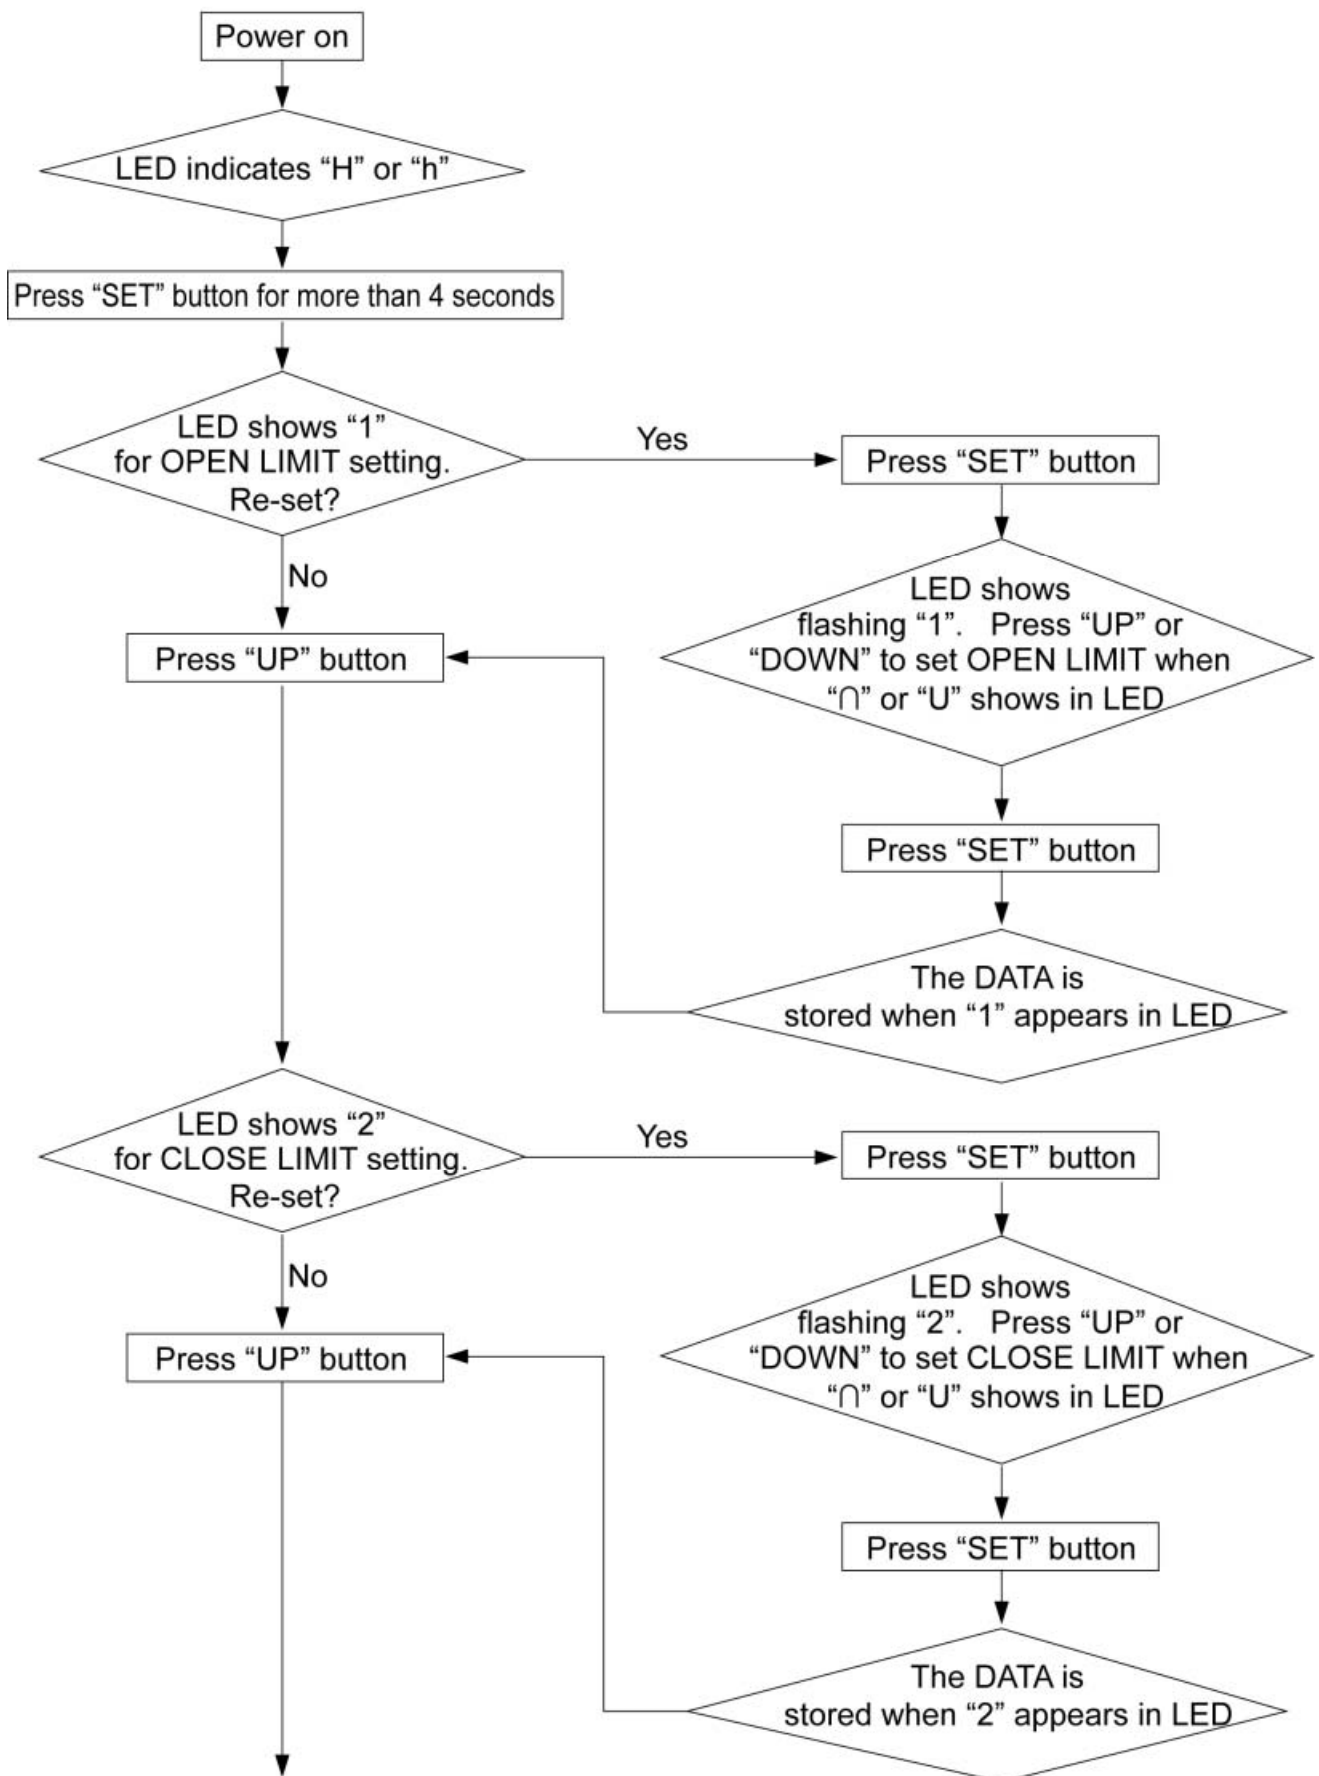 Power on
LED indicates “H” or “h”
Press “SET” button for more than 4 seconds
LED shows “1”
for OPEN LIMIT setting.
Re-set?
Yes
Press “SET” button
No
LED shows
flashing “1”. Press “UP” or
“DOWN” to set OPEN LIMIT when
“∩” or “U” shows in LED
Press “UP” button
Press “SET” button
The DATA is
stored when “1” appears in LED
LED shows “2”
for CLOSE LIMIT setting.
Re-set?
Yes
Press “SET” button
No
LED shows
flashing “2”. Press “UP” or
“DOWN” to set CLOSE LIMIT when
“∩” or “U” shows in LED
Press “UP” button
Press “SET” button
The DATA is
stored when “2” appears in LED